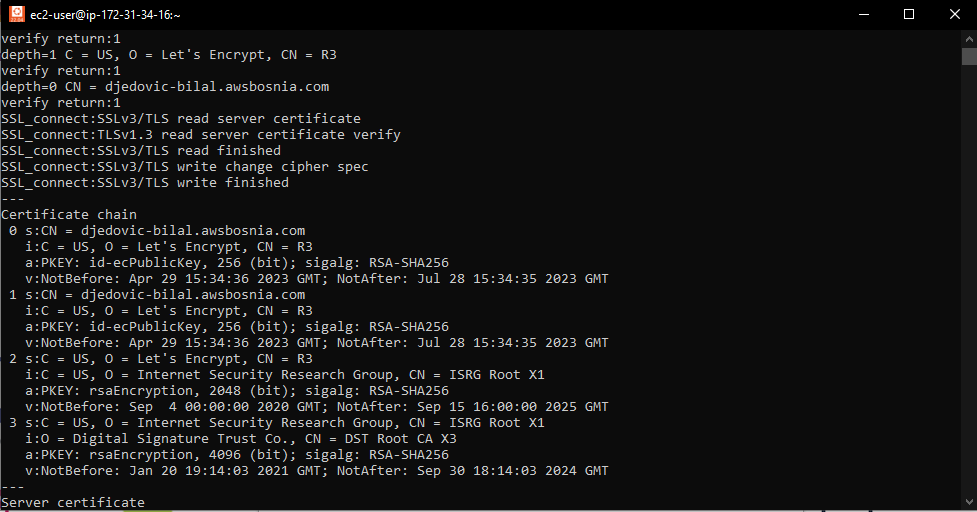 ec2-user@ip-172-31-34-16:~
verify return:1
depth=1 C = US, O = Let's Encrypt, CN = R3
verify return:1
depth=0 CN = djedovic-bilal.awsbosnia.com
verify return:1
SSL_connect:SSLv3/TLS read server certificate
SSL_connect:TLSv1.3 read server certificate verify
SSL_connect:SSLv3/TLS read finished
SSL_connect:SSLv3/TLS write change cipher spec
SSL_connect:SSLv3/TLS write finished
---
Certificate chain
 0 s:CN = djedovic-bilal.awsbosnia.com
   i:C = US, O = Let's Encrypt, CN = R3
   a:PKEY: id-ecPublicKey, 256 (bit); sigalg: RSA-SHA256
   v:NotBefore: Apr 29 15:34:36 2023 GMT; NotAfter: Jul 28 15:34:35 2023 GMT
 1 s:CN = djedovic-bilal.awsbosnia.com
   i:C = US, O = Let's Encrypt, CN = R3
   a:PKEY: id-ecPublicKey, 256 (bit); sigalg: RSA-SHA256
   v:NotBefore: Apr 29 15:34:36 2023 GMT; NotAfter: Jul 28 15:34:35 2023 GMT
 2 s:C = US, O = Let's Encrypt, CN = R3
   i:C = US, O = Internet Security Research Group, CN = ISRG Root X1
   a:PKEY: rsaEncryption, 2048 (bit); sigalg: RSA-SHA256
   v:NotBefore: Sep  4 00:00:00 2020 GMT; NotAfter: Sep 15 16:00:00 2025 GMT
 3 s:C = US, O = Internet Security Research Group, CN = ISRG Root X1
   i:O = Digital Signature Trust Co., CN = DST Root CA X3
   a:PKEY: rsaEncryption, 4096 (bit); sigalg: RSA-SHA256
   v:NotBefore: Jan 20 19:14:03 2021 GMT; NotAfter: Sep 30 18:14:03 2024 GMT
---
Server certificate